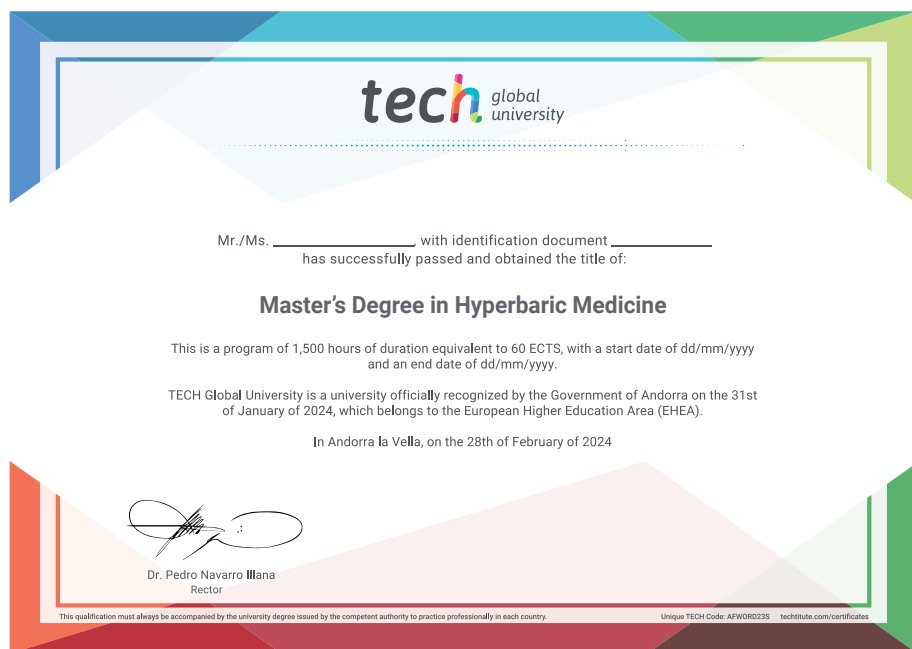 tech global
university
Mr./Ms. ______________, with identification document __________
has successfully passed and obtained the title of:
Master's Degree in Hyperbaric Medicine
This is a program of 1,500 hours of duration equivalent to 60 ECTS, with a start date of dd/mm/yyyy
and an end date of dd/mm/yyyy.
TECH Global University is a university officially recognized by the Government of Andorra on the 31st
of January of 2024, which belongs to the European Higher Education Area (EHEA).
In Andorra la Vella, on the 28th of February of 2024
Dr. Pedro Navarro Illana
Rector
This qualification must always be accompanied by the university degree issued by the competent authority to practice professionally in each country.
Unique TECH Code: AFWORD23S techtitute.com/certificates